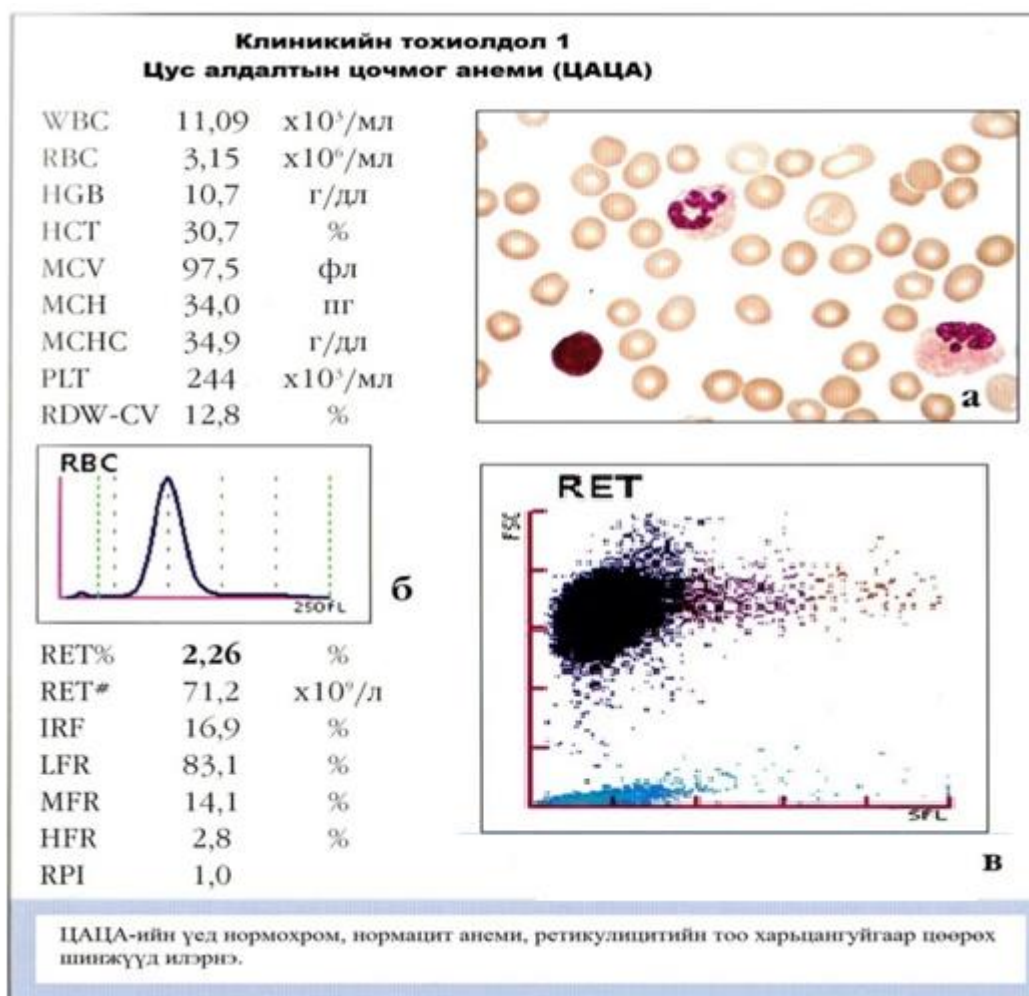 Клиникийн тохиолдол 1
Цус алдалтын цочмог анеми (ЦАЦА)
WBC 11,09 x10³/мл
RBC 3,15 x10⁶/мл
HGB 10,7 г/дл
HCT 30,7 %
MCV 97,5 фл
MCH 34,0 пг
MCHC 34,9 г/дл
PLT 244 x10³/мл
RDW-CV 12,8 %
а
RBC
250fL
б
RET% 2,26 %
RET# 71,2 x10⁹/л
IRF 16,9 %
LFR 83,1 %
MFR 14,1 %
HFR 2,8 %
RPI 1,0
RET
FSC
SFL
в
ЦАЦА-ийн үед нормохром, нормацит анеми, ретикулицитийн тоо харьцангуйгаар цөөрөх
шинжүүд илэрнэ.